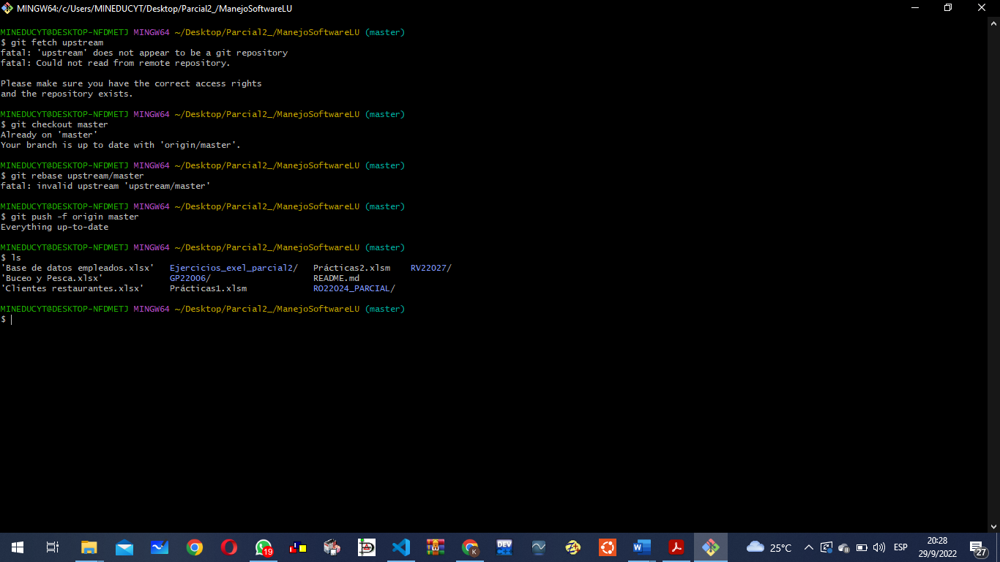 MINGW64:/c/Users/MINEDUCYT/Desktop/Parcial2_/ManejoSoftwareLU
MINEDUCYT@DESKTOP-NFDMETJ MINGW64 ~/Desktop/Parcial2_/ManejoSoftwareLU (master)
$ git fetch upstream
fatal: 'upstream' does not appear to be a git repository
fatal: Could not read from remote repository.
Please make sure you have the correct access rights
and the repository exists.
MINEDUCYT@DESKTOP-NFDMETJ MINGW64 ~/Desktop/Parcial2_/ManejoSoftwareLU (master)
$ git checkout master
Already on 'master'
Your branch is up to date with 'origin/master'.
MINEDUCYT@DESKTOP-NFDMETJ MINGW64 ~/Desktop/Parcial2_/ManejoSoftwareLU (master)
$ git rebase upstream/master
fatal: invalid upstream 'upstream/master'
MINEDUCYT@DESKTOP-NFDMETJ MINGW64 ~/Desktop/Parcial2_/ManejoSoftwareLU (master)
$ git push -f origin master
Everything up-to-date
MINEDUCYT@DESKTOP-NFDMETJ MINGW64 ~/Desktop/Parcial2_/ManejoSoftwareLU (master)
$ ls
'Base de datos empleados.xlsx' Ejercicios_exel_parcial2/ Prácticas2.xlsm RV22027/
'Buceo y Pesca.xlsx' GP22006/ README.md
'Clientes restaurantes.xlsx' Prácticas1.xlsm RO22024_PARCIAL/
MINEDUCYT@DESKTOP-NFDMETJ MINGW64 ~/Desktop/Parcial2_/ManejoSoftwareLU (master)
$
19
K
DEV
W
25°C
ESP
20:28
29/9/2022
27